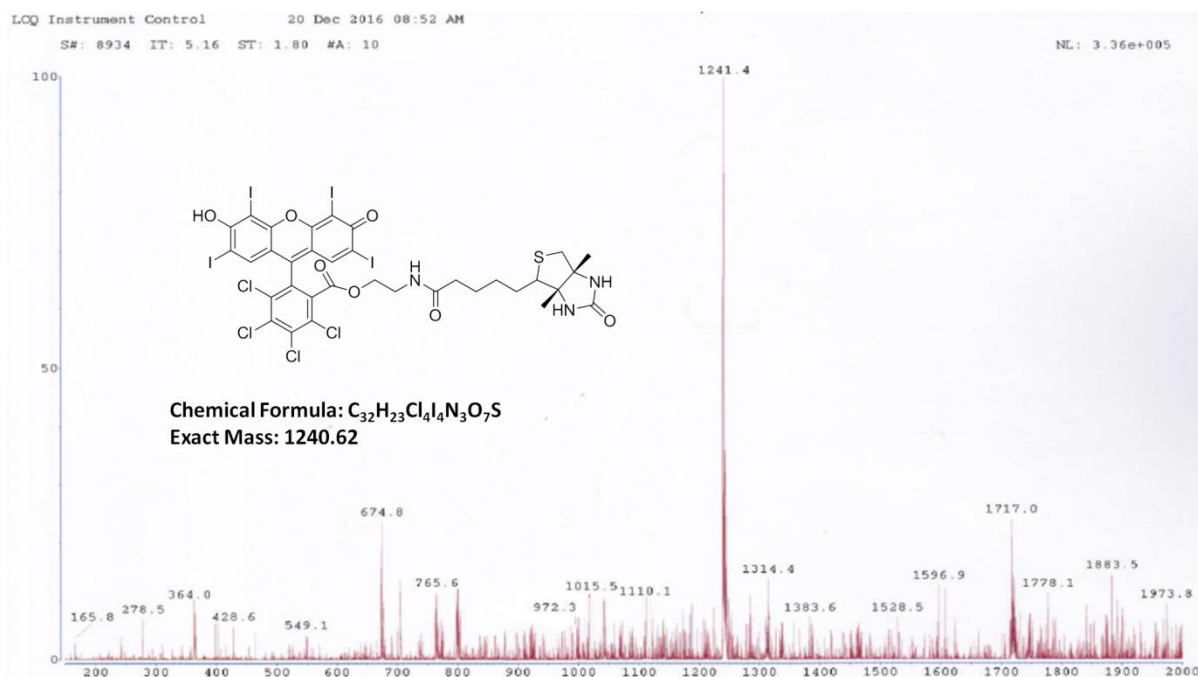 LCQ Instrument Control 20 Dec 2016 08:52 AM
S#: 8934 IT: 5.16 ST: 1.80 #A: 10 NL: 3.36e+005
100
1241.4
I I
HO O O
I I
O H
Cl O N S NH
Cl Cl O HN O
Cl
50
Chemical Formula: C₃₂H₂₃Cl₄I₄N₃O₇S
Exact Mass: 1240.62
674.8 1717.0
765.6 1015.5 1110.1 1314.4 1596.9 1778.1 1883.5
165.8 278.5 364.0 428.6 549.1 972.3 1383.6 1528.5 1973.8
0
200 300 400 500 600 700 800 900 1000 1100 1200 1300 1400 1500 1600 1700 1800 1900 2000